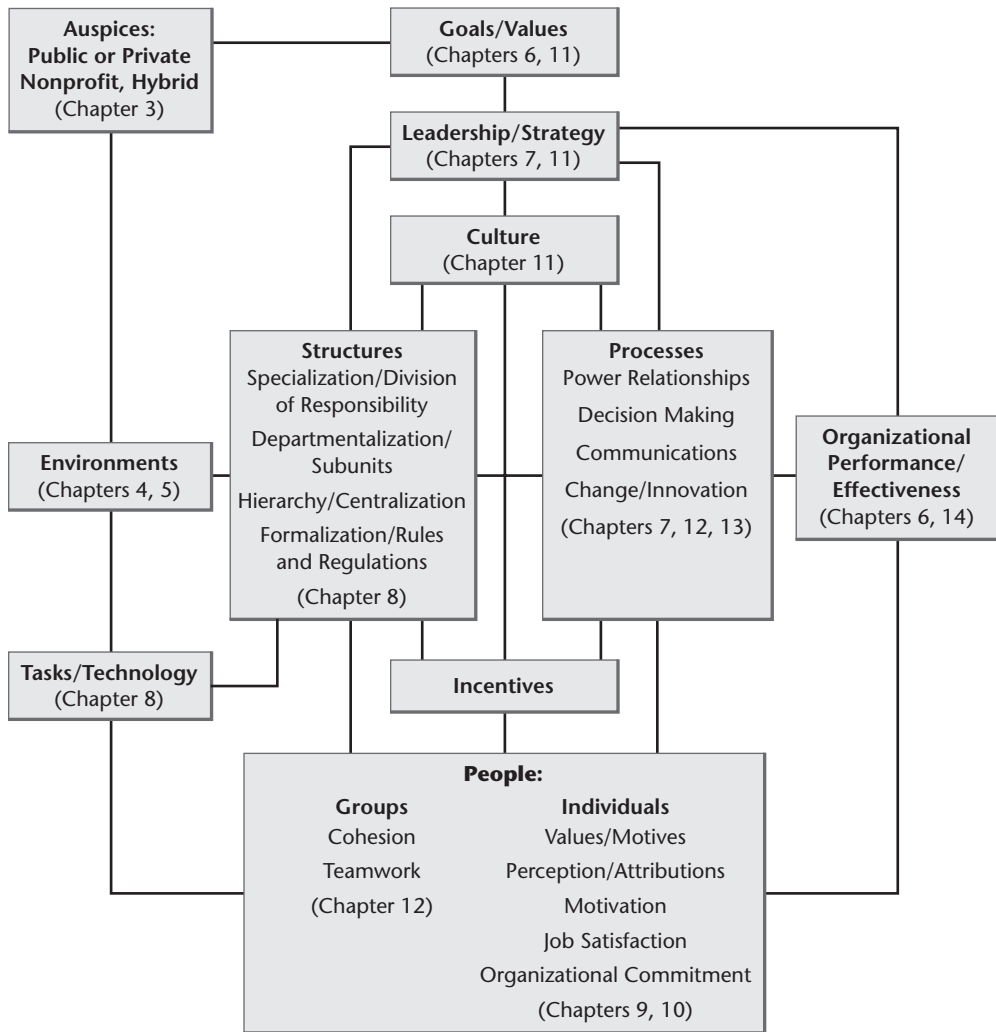 Auspices:
Public or Private
Nonprofit, Hybrid
(Chapter 3)
Goals/Values
(Chapters 6, 11)
Leadership/Strategy
(Chapters 7, 11)
Culture
(Chapter 11)
Structures
Specialization/Division
of Responsibility
Departmentalization/
Subunits
Hierarchy/Centralization
Formalization/Rules
and Regulations
(Chapter 8)
Processes
Power Relationships
Decision Making
Communications
Change/Innovation
(Chapters 7, 12, 13)
Environments
(Chapters 4, 5)
Organizational
Performance/
Effectiveness
(Chapters 6, 14)
Tasks/Technology
(Chapter 8)
Incentives
People:
Groups
Cohesion
Teamwork
(Chapter 12)
Individuals
Values/Motives
Perception/Attributions
Motivation
Job Satisfaction
Organizational Commitment
(Chapters 9, 10)